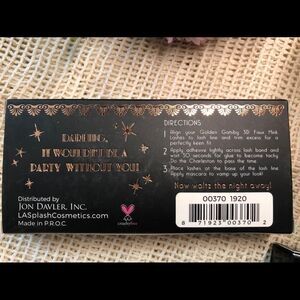 DARLING,
IT WOULDN'T BE A
PARTY WITHOUT YOU!
Distributed by
JON DAVLER, INC.
LASplashCosmetics.com
Made in P.R.O.C.
DIRECTIONS
1 Align your Golden Gatsby 3D Faux Mink
Lashes to lash line and trim excess for a
perfectly keen fit
2 Apply adhesive lightly across lash band and
wait 30 seconds for glue to become tacky
Do the Charleston to pass the time
3 Place lashes at the base of the lash line
Apply mascara to vamp up your look!
Now waltz the night away!
00370 1920
8 71923 00370 2